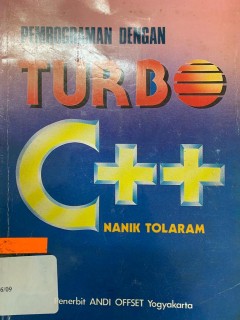 PEMROGRAMAN DENGAN
TURBO
C++
NANIK TOLARAM
Penerbit ANDI OFFSET Yogyakarta